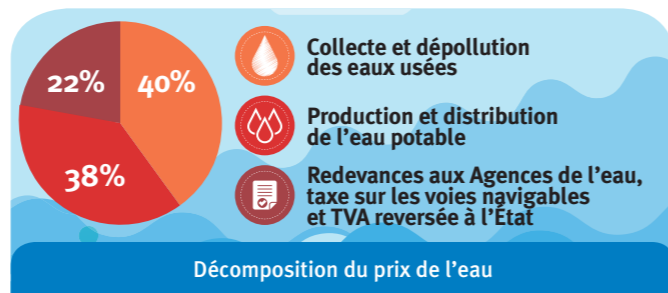 22%
40%
38%
Collecte et dépollution
des eaux usées
Production et distribution
de l'eau potable
Redevances aux Agences de l'eau,
taxe sur les voies navigables
et TVA reversée à l'État
Décomposition du prix de l'eau